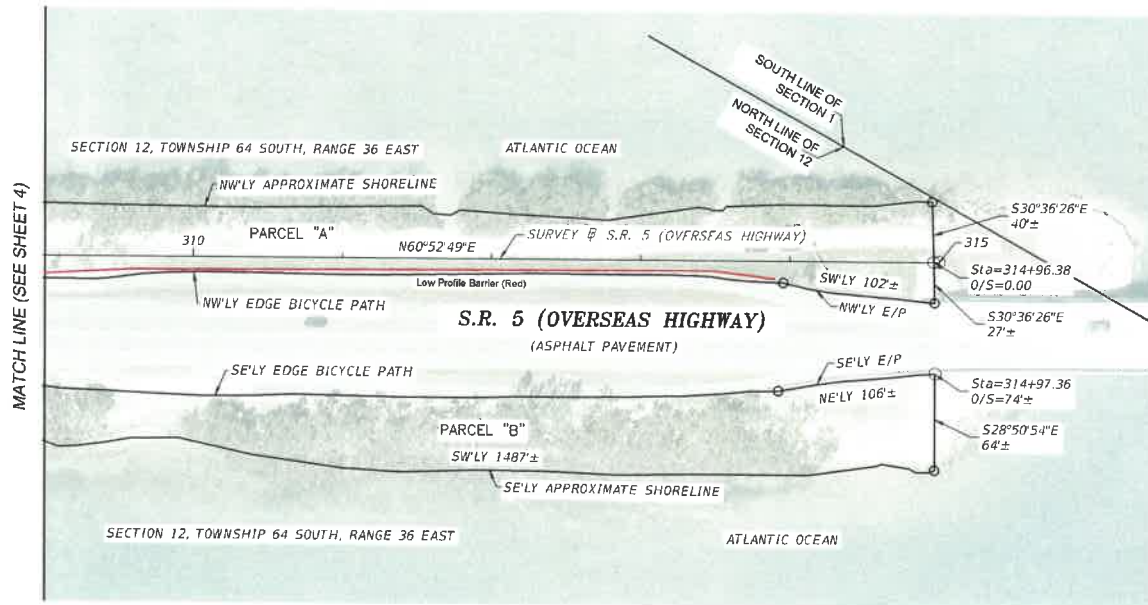 SOUTH LINE OF
SECTION 1
NORTH LINE OF
SECTION 12
SECTION 12, TOWNSHIP 64 SOUTH, RANGE 36 EAST
ATLANTIC OCEAN
NW'LY APPROXIMATE SHORELINE
S30°36'26"E
40'±
MATCH LINE (SEE SHEET 4)
PARCEL "A"
310
N60°52'49"E
SURVEY ⅊ S.R. 5 (OVERSEAS HIGHWAY)
315
Sta=314+96.38
O/S=0.00
Low Profile Barrier (Red)
SW'LY 102'±
NW'LY EDGE BICYCLE PATH
NW'LY E/P
S30°36'26"E
27'±
S.R. 5 (OVERSEAS HIGHWAY)
(ASPHALT PAVEMENT)
SE'LY EDGE BICYCLE PATH
SE'LY E/P
NE'LY 106'±
Sta=314+97.36
O/S=74'±
PARCEL "B"
SW'LY 1487'±
S28°50'54"E
64'±
SE'LY APPROXIMATE SHORELINE
SECTION 12, TOWNSHIP 64 SOUTH, RANGE 36 EAST
ATLANTIC OCEAN